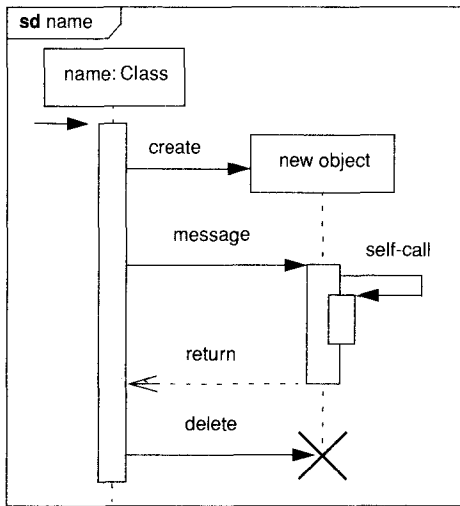 sd name
name: Class
create
new object
message
self-call
return
delete